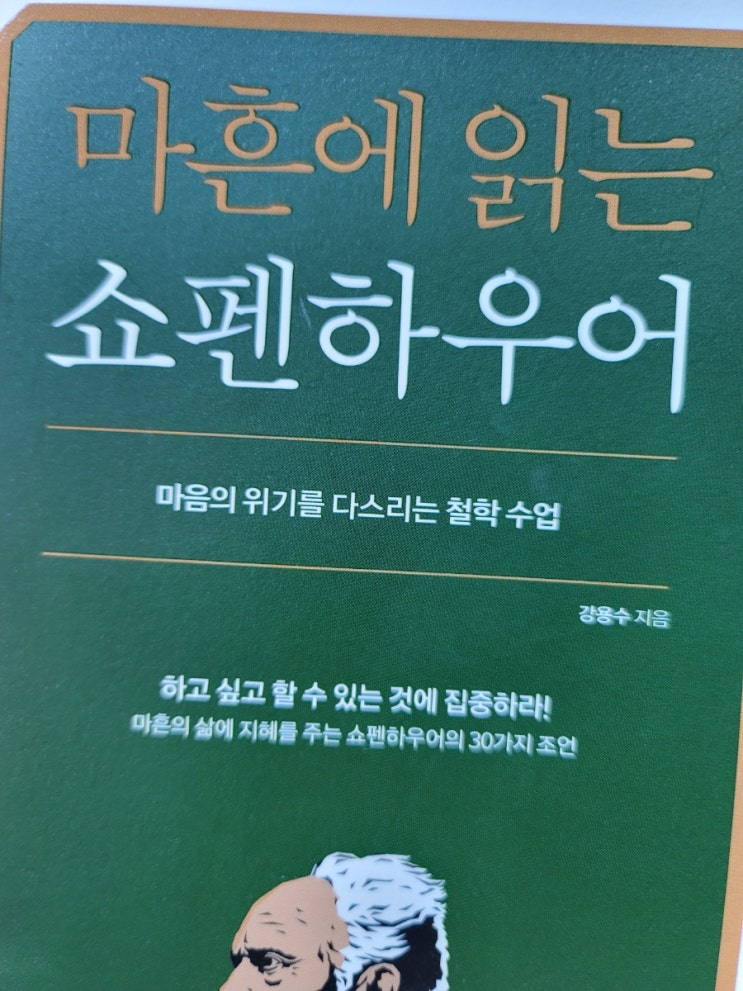 마흔에 읽는
쇼펜하우어
마음의 위기를 다스리는 철학 수업
강용수 지음
하고 싶고 할 수 있는 것에 집중하라!
마흔의 삶에 지혜를 주는 쇼펜하우어의 30가지 조언